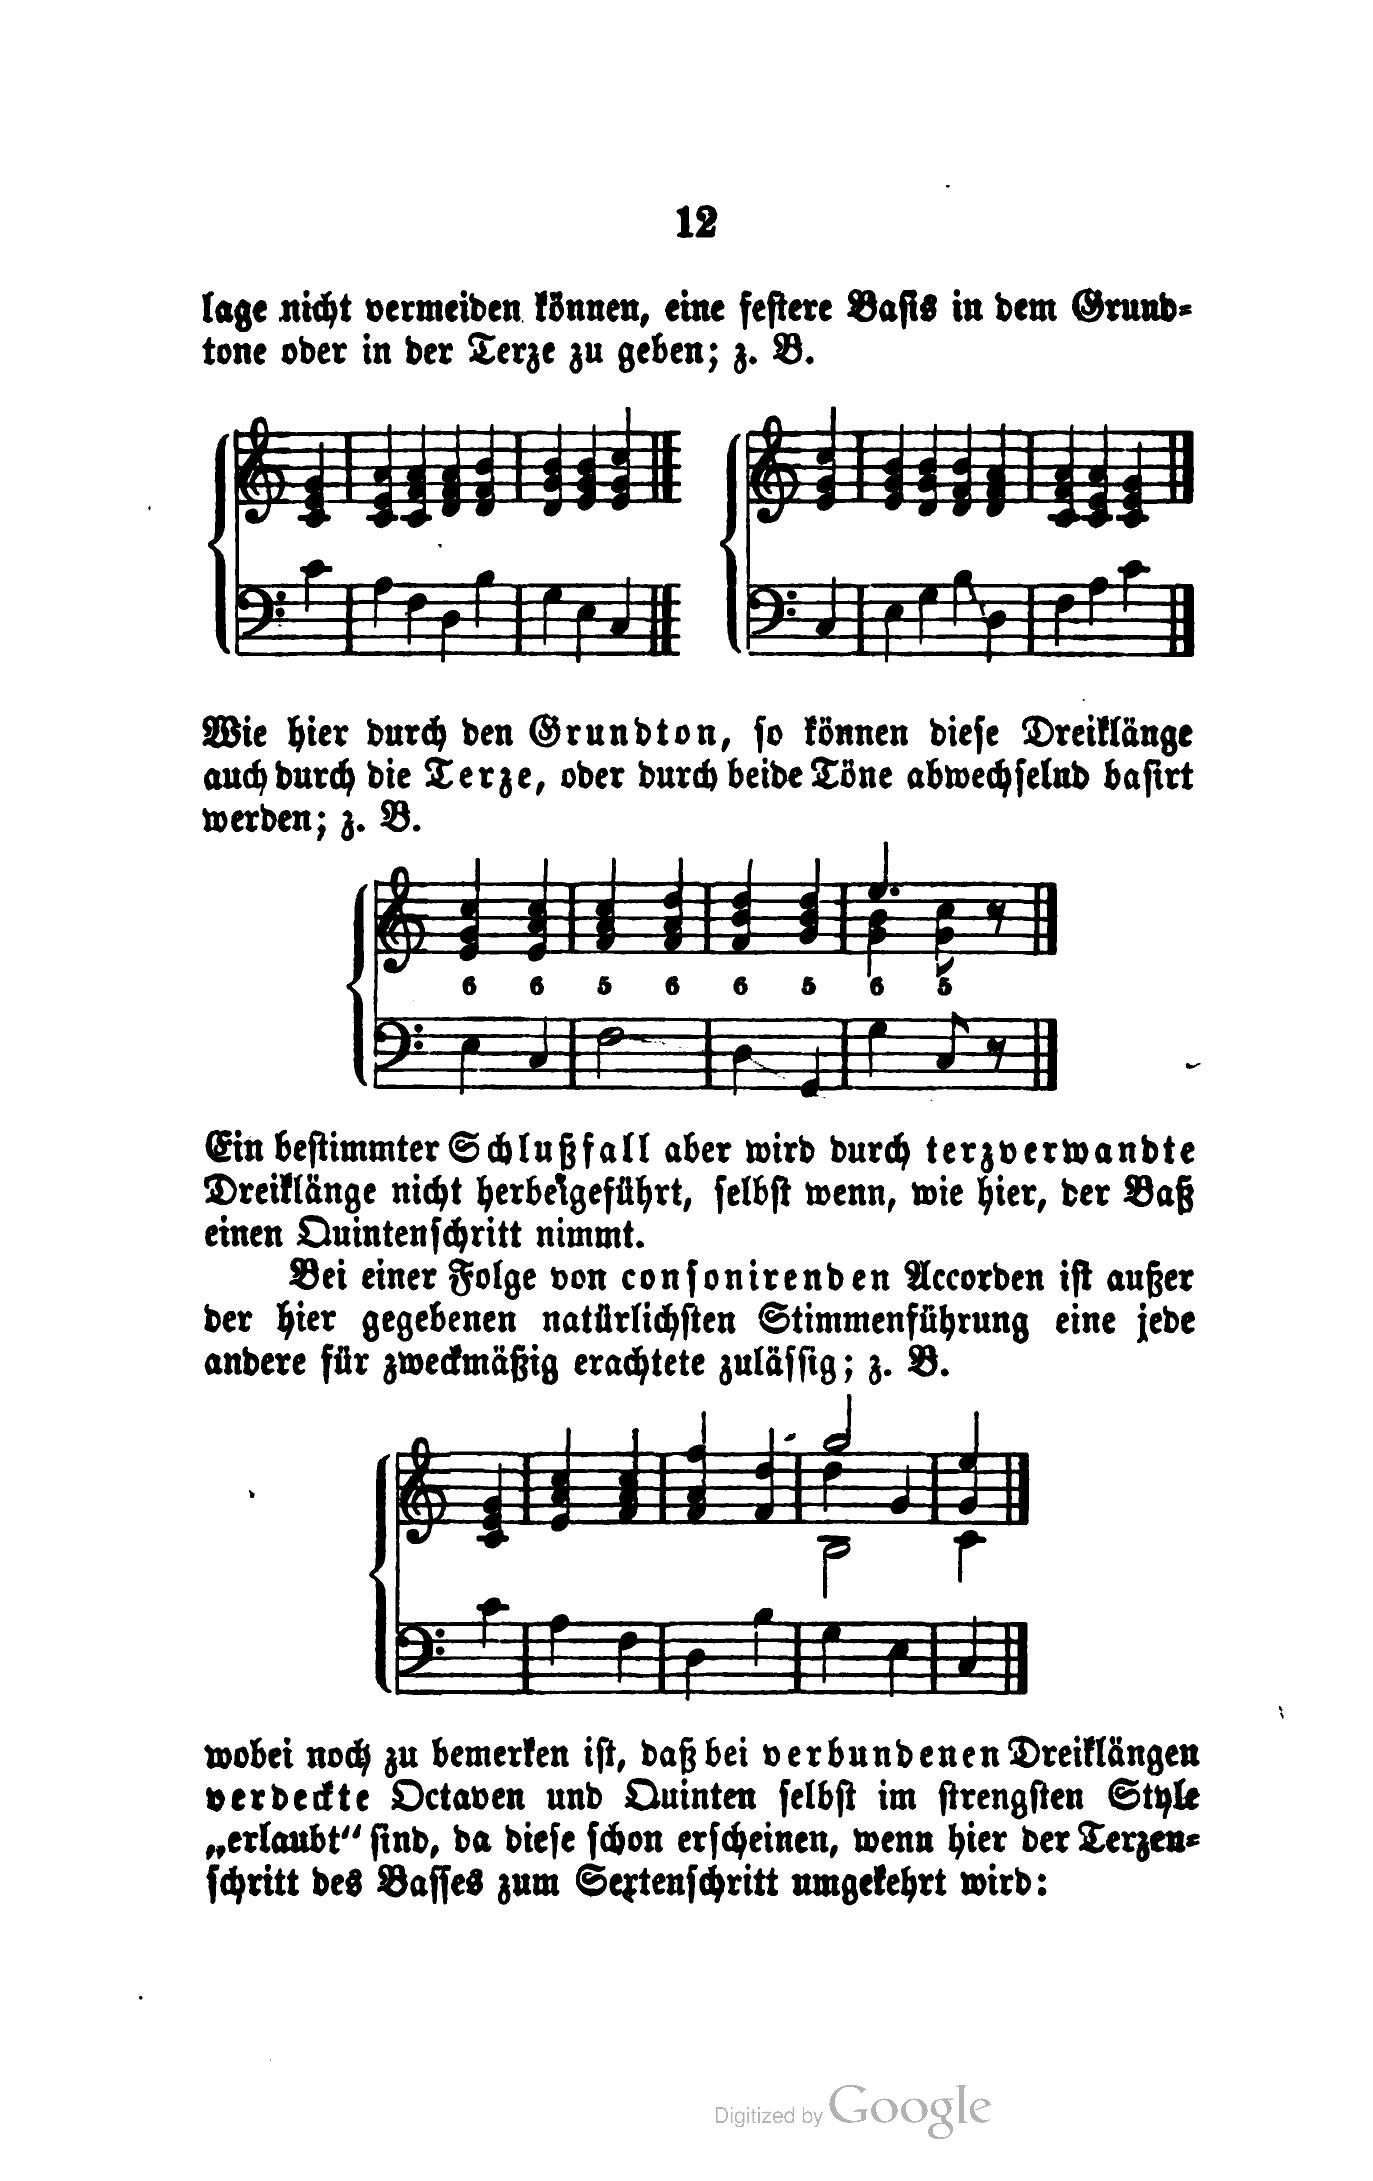 12
lage nicht vermeiden können, eine festere Basis in dem Grund-
tone oder in der Terze zu geben; z. B.
Wie hier durch den Grundton, so können diese Dreiklänge
auch durch die Terze, oder durch beide Töne abwechselnd basirt
werden; z. B.
6 6 5 6 6 5 6 5
Ein bestimmter Schlußfall aber wird durch terzverwandte
Dreiklänge nicht herbeigeführt, selbst wenn, wie hier, der Baß
einen Quintenschritt nimmt.
Bei einer Folge von consonirenden Accorden ist außer
der hier gegebenen natürlichsten Stimmenführung eine jede
andere für zweckmäßig erachtete zulässig; z. B.
wobei noch zu bemerken ist, daß bei verbundenen Dreiklängen
verdeckte Octaven und Quinten selbst im strengsten Style
„erlaubt“ sind, da diese schon erscheinen, wenn hier der Terzen-
schritt des Basses zum Sextenschritt umgekehrt wird:
Digitized by Google